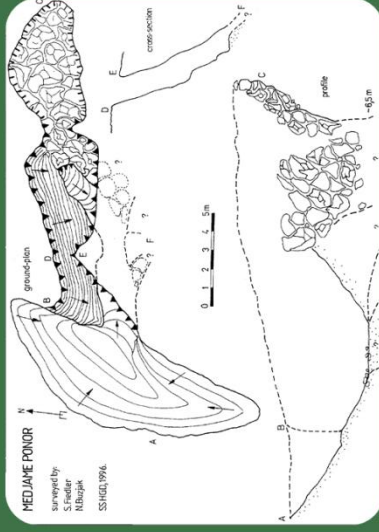 MEDJAME PONOR
surveyed by:
S. Fiedler
N.Buzjak
SSHGD, 1996.
N
ground-plan
A
B
D
E
C
?
?
? F
?
0 1 2 3 4 5m
cross-section
D
E
F
?
profile
A
B
C
~6,5m
?